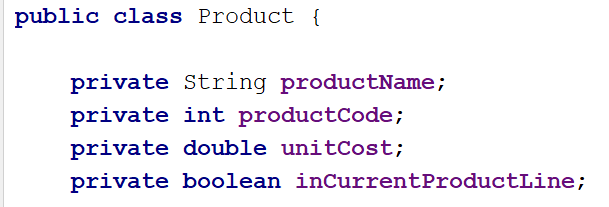 public class Product {
private String productName;
private int productCode;
private double unitCost;
private boolean inCurrentProductLine;